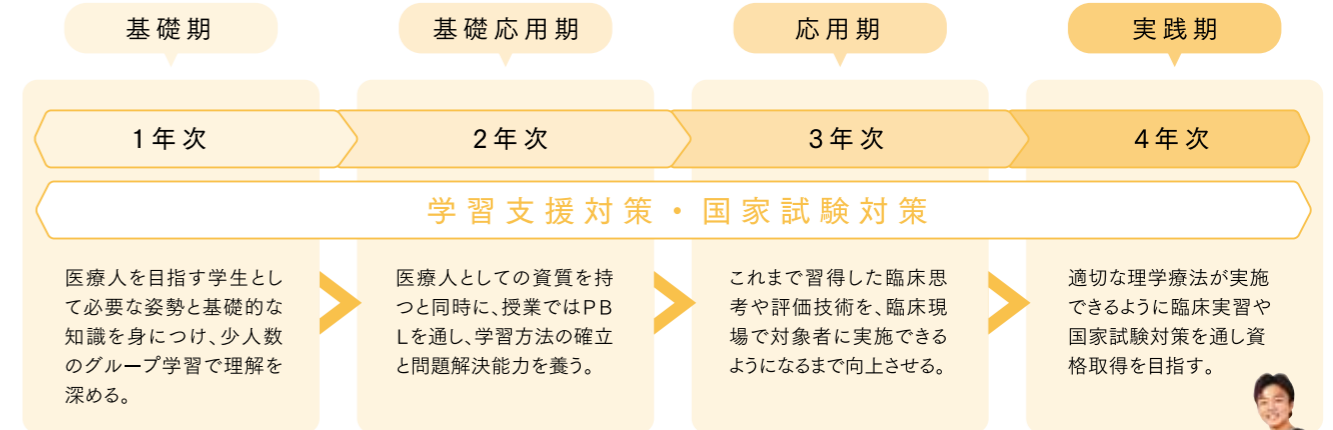 基礎期
基礎応用期
応用期
実践期
1年次
2年次
3年次
4年次
学習支援対策・国家試験対策
医療人を目指す学生とし
て必要な姿勢と基礎的な
知識を身につけ、少人数
のグループ学習で理解を
深める。
医療人としての資質を持
つと同時に、授業ではPB
Lを通し、学習方法の確立
と問題解決能力を養う。
これまで習得した臨床思
考や評価技術を、臨床現
場で対象者に実施できる
ようになるまで向上させる。
適切な理学療法が実施
できるように臨床実習や
国家試験対策を通し資
格取得を目指す。